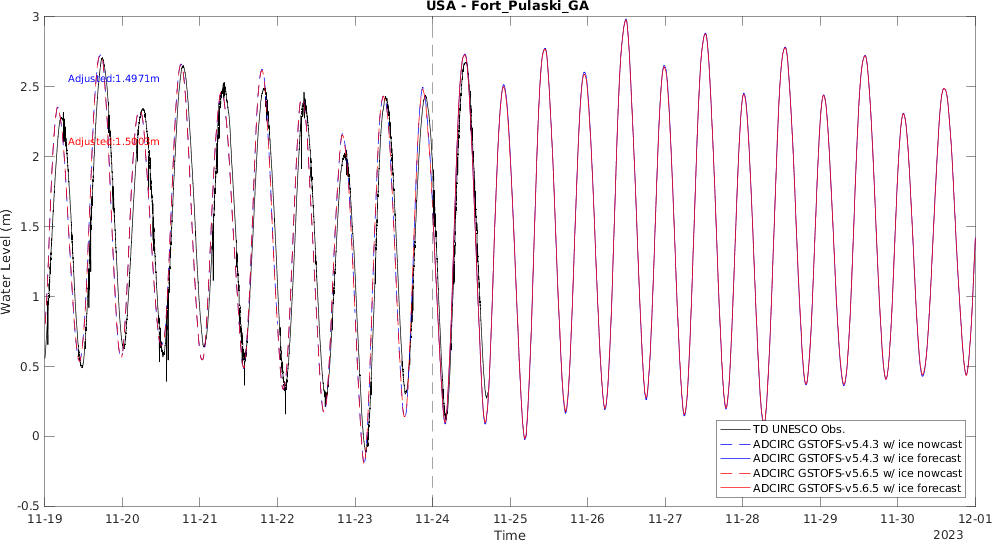 USA - Fort_Pulaski_GA
3
2.5
2
1.5
1
0.5
0
-0.5
Water Level (m)
Adjusted:1.4971m
TD UNESCO Obs.
ADCIRC GSTOFS-v5.4.3 w/ ice nowcast
ADCIRC GSTOFS-v5.4.3 w/ ice forecast
ADCIRC GSTOFS-v5.6.5 w/ ice nowcast
ADCIRC GSTOFS-v5.6.5 w/ ice forecast
11-19 11-20 11-21 11-22 11-23 11-24 11-25 11-26 11-27 11-28 11-29 11-30 12-01
Time
2023